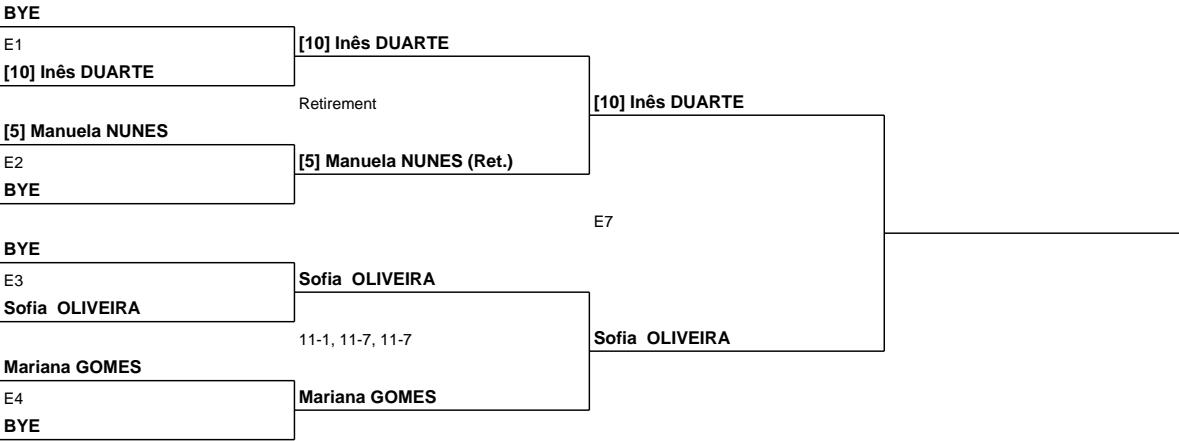 BYE
E1
[10] Inês DUARTE
[10] Inês DUARTE
Retirement
[10] Inês DUARTE
[5] Manuela NUNES
E2
[5] Manuela NUNES (Ret.)
BYE
E7
BYE
E3
Sofia  OLIVEIRA
Sofia  OLIVEIRA
11-1, 11-7, 11-7
Sofia  OLIVEIRA
Mariana GOMES
E4
Mariana GOMES
BYE